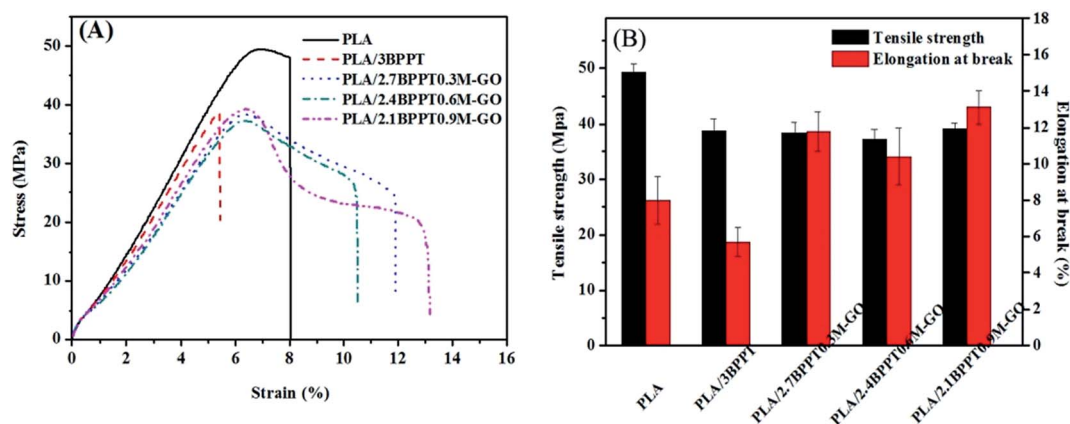 (A)
PLA
PLA/3BPPT
PLA/2.7BPPT0.3M-GO
PLA/2.4BPPT0.6M-GO
PLA/2.1BPPT0.9M-GO
Stress (MPa)
50
40
30
20
10
0
0 2 4 6 8 10 12 14 16
Strain (%)
(B)
Tensile strength
Elongation at break
Tensile strength (Mpa)
50
40
30
20
10
0
18
16
14
12
10
8
6
4
2
0
Elongation at break (%)
PLA
PLA/3BPPT
PLA/2.7BPPT0.3M-GO
PLA/2.4BPPT0.6M-GO
PLA/2.1BPPT0.9M-GO